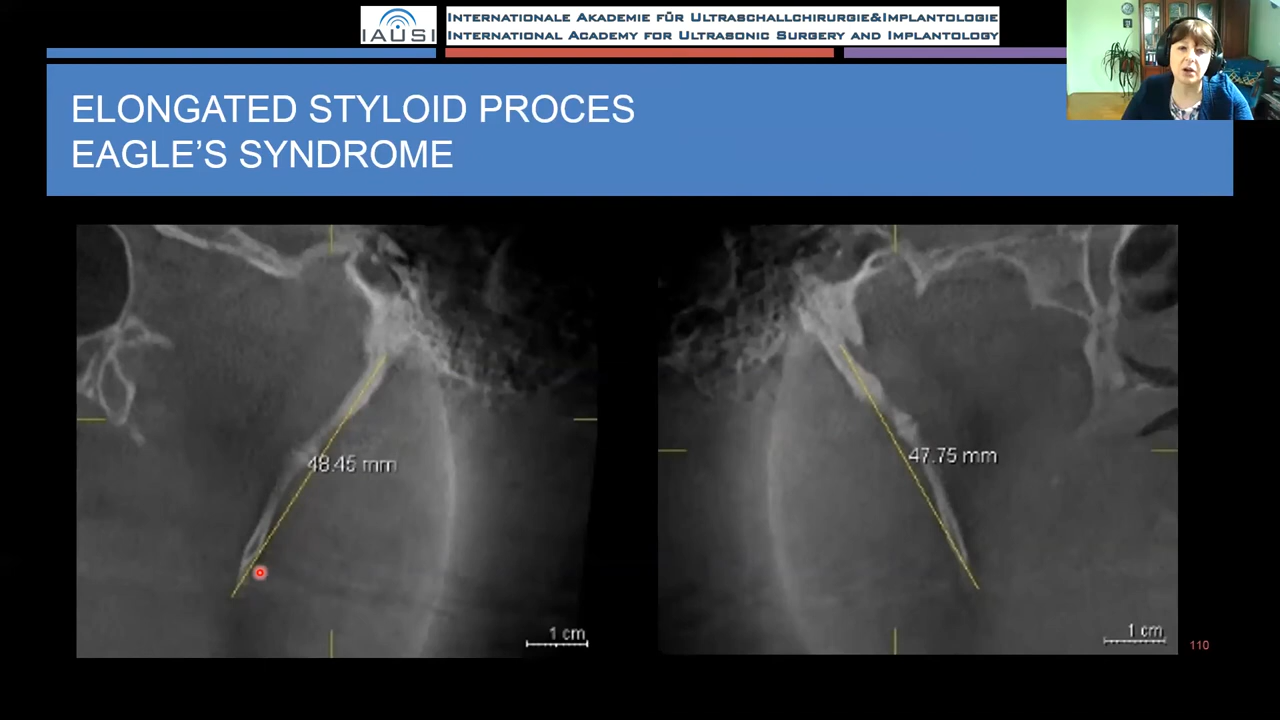 IAUSI
INTERNATIONALE AKADEMIE FÜR ULTRASCHALLCHIRURGIE&IMPLANTOLOGIE
INTERNATIONAL ACADEMY FOR ULTRASONIC SURGERY AND IMPLANTOLOGY
ELONGATED STYLOID PROCES
EAGLE’S SYNDROME
48.45 mm
47.75 mm
1 cm
1 cm
110